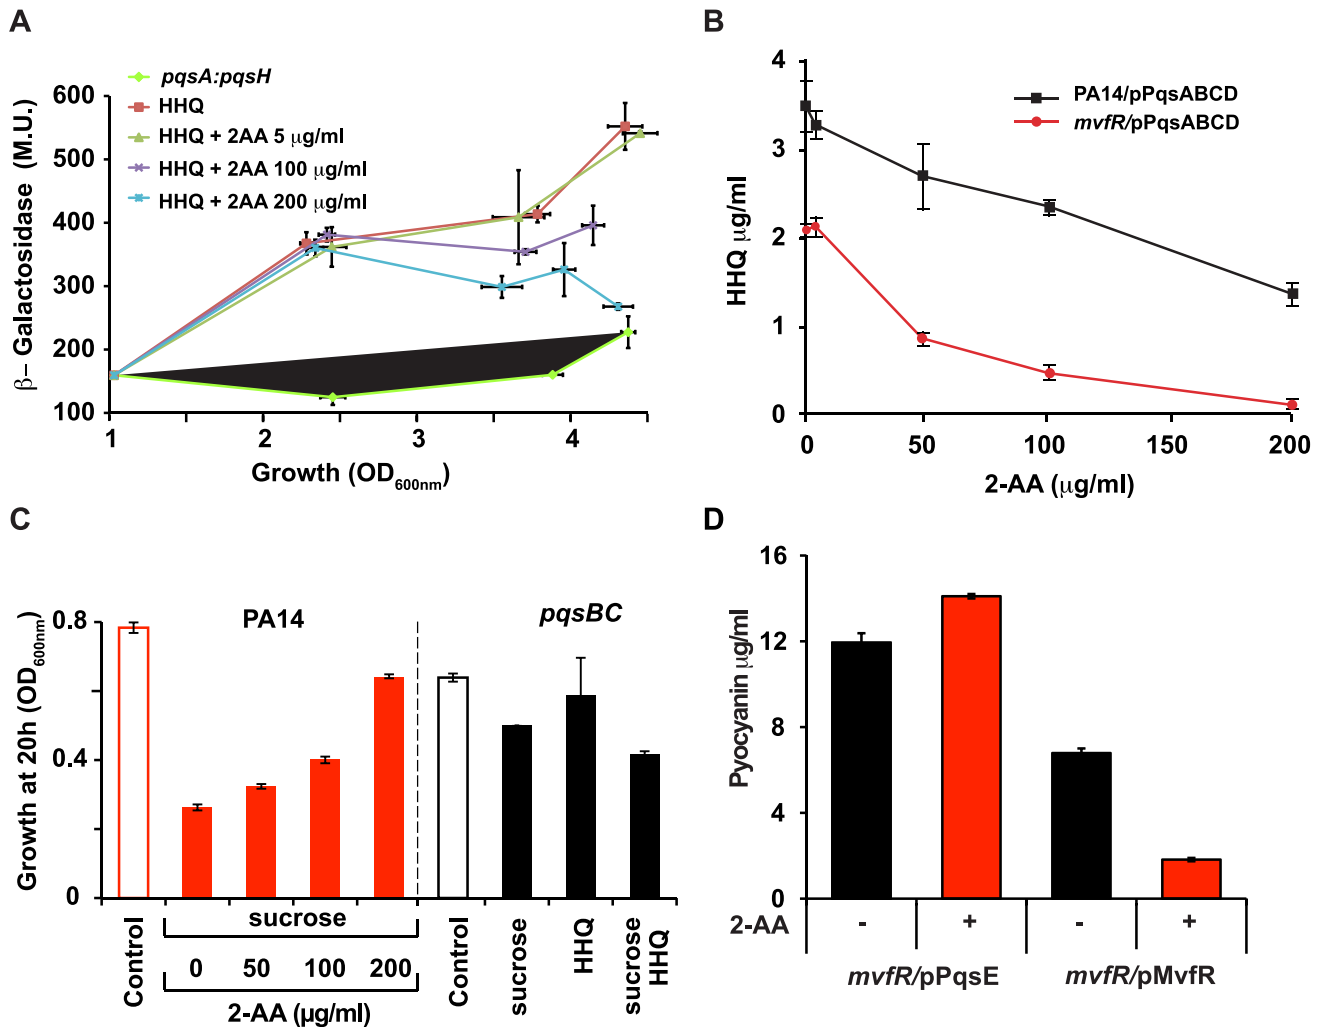 A
pqsA:pqsH
HHQ
HHQ + 2AA 5 μg/ml
HHQ + 2AA 100 μg/ml
HHQ + 2AA 200 μg/ml
β– Galactosidase (M.U.)
600
500
400
300
200
100
1 2 3 4
Growth (OD600nm)
B
PA14/pPqsABCD
mvfR/pPqsABCD
HHQ μg/ml
4
3
2
1
0
0 50 100 150 200
2-AA (μg/ml)
C
PA14
pqsBC
Growth at 20h (OD600nm)
0.8
0.4
0
Control
sucrose
0 50 100 200
2-AA (μg/ml)
Control
sucrose
HHQ
sucrose
HHQ
D
Pyocyanin μg/ml
16
12
8
4
0
2-AA - + - +
mvfR/pPqsE mvfR/pMvfR